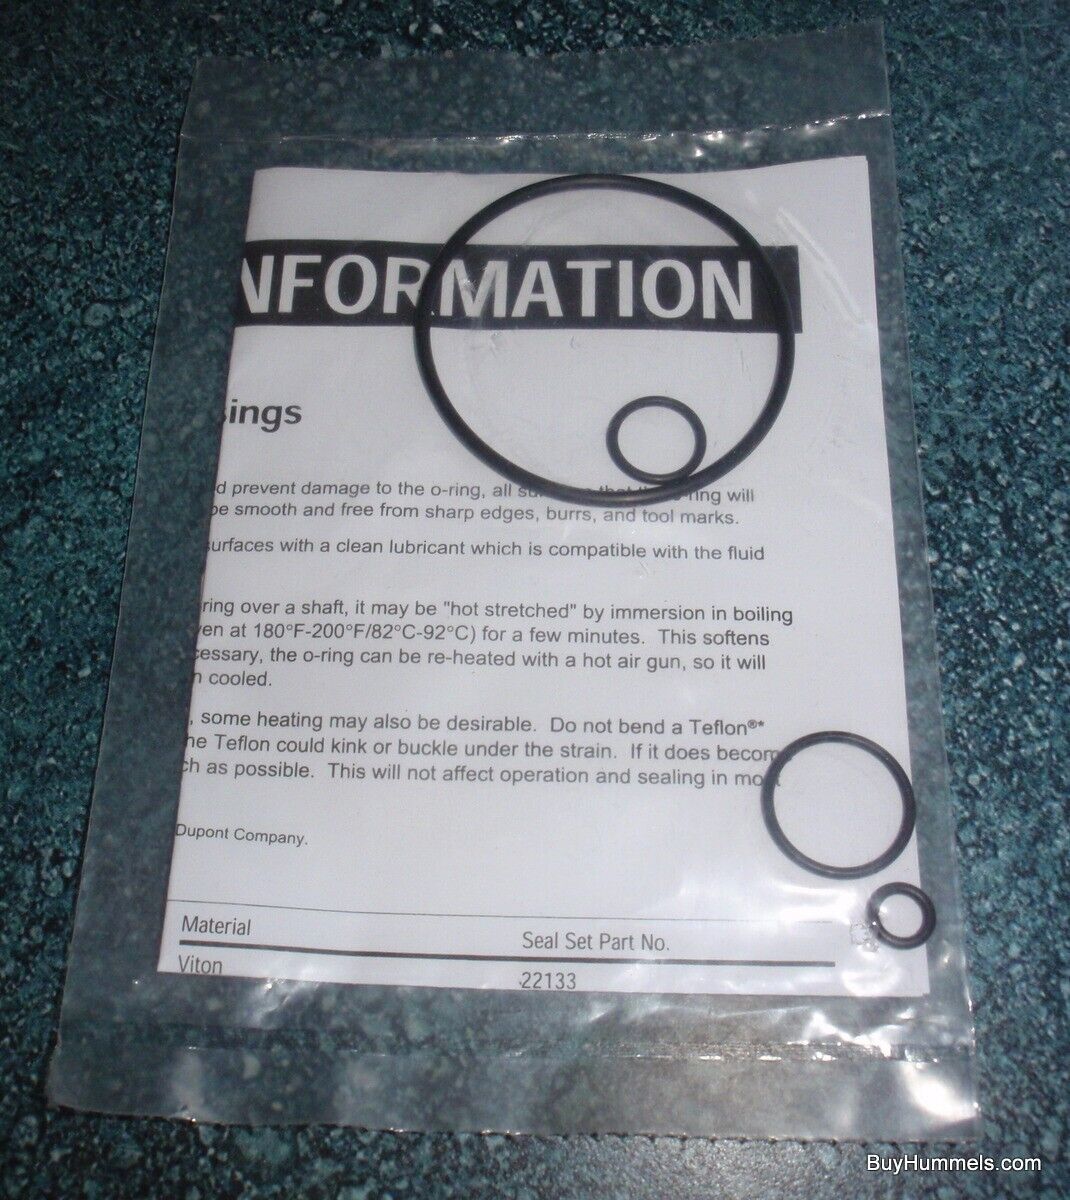 NFORMATION
sings
d prevent damage to the o-ring, all that ring will
be smooth and free from sharp edges, burrs, and tool marks.
surfaces with a clean lubricant which is compatible with the fluid
ring over a shaft, it may be "hot stretched" by immersion in boiling
ven at 180°F-200°F/82°C-92°C) for a few minutes. This softens
cessary, the o-ring can be re-heated with a hot air gun, so it will
n cooled.
, some heating may also be desirable. Do not bend a Teflon®*
he Teflon could kink or buckle under the strain. If it does becom
ch as possible. This will not affect operation and sealing in mo
Dupont Company.
Material Seal Set Part No.
Viton 22133
BuyHummels.com